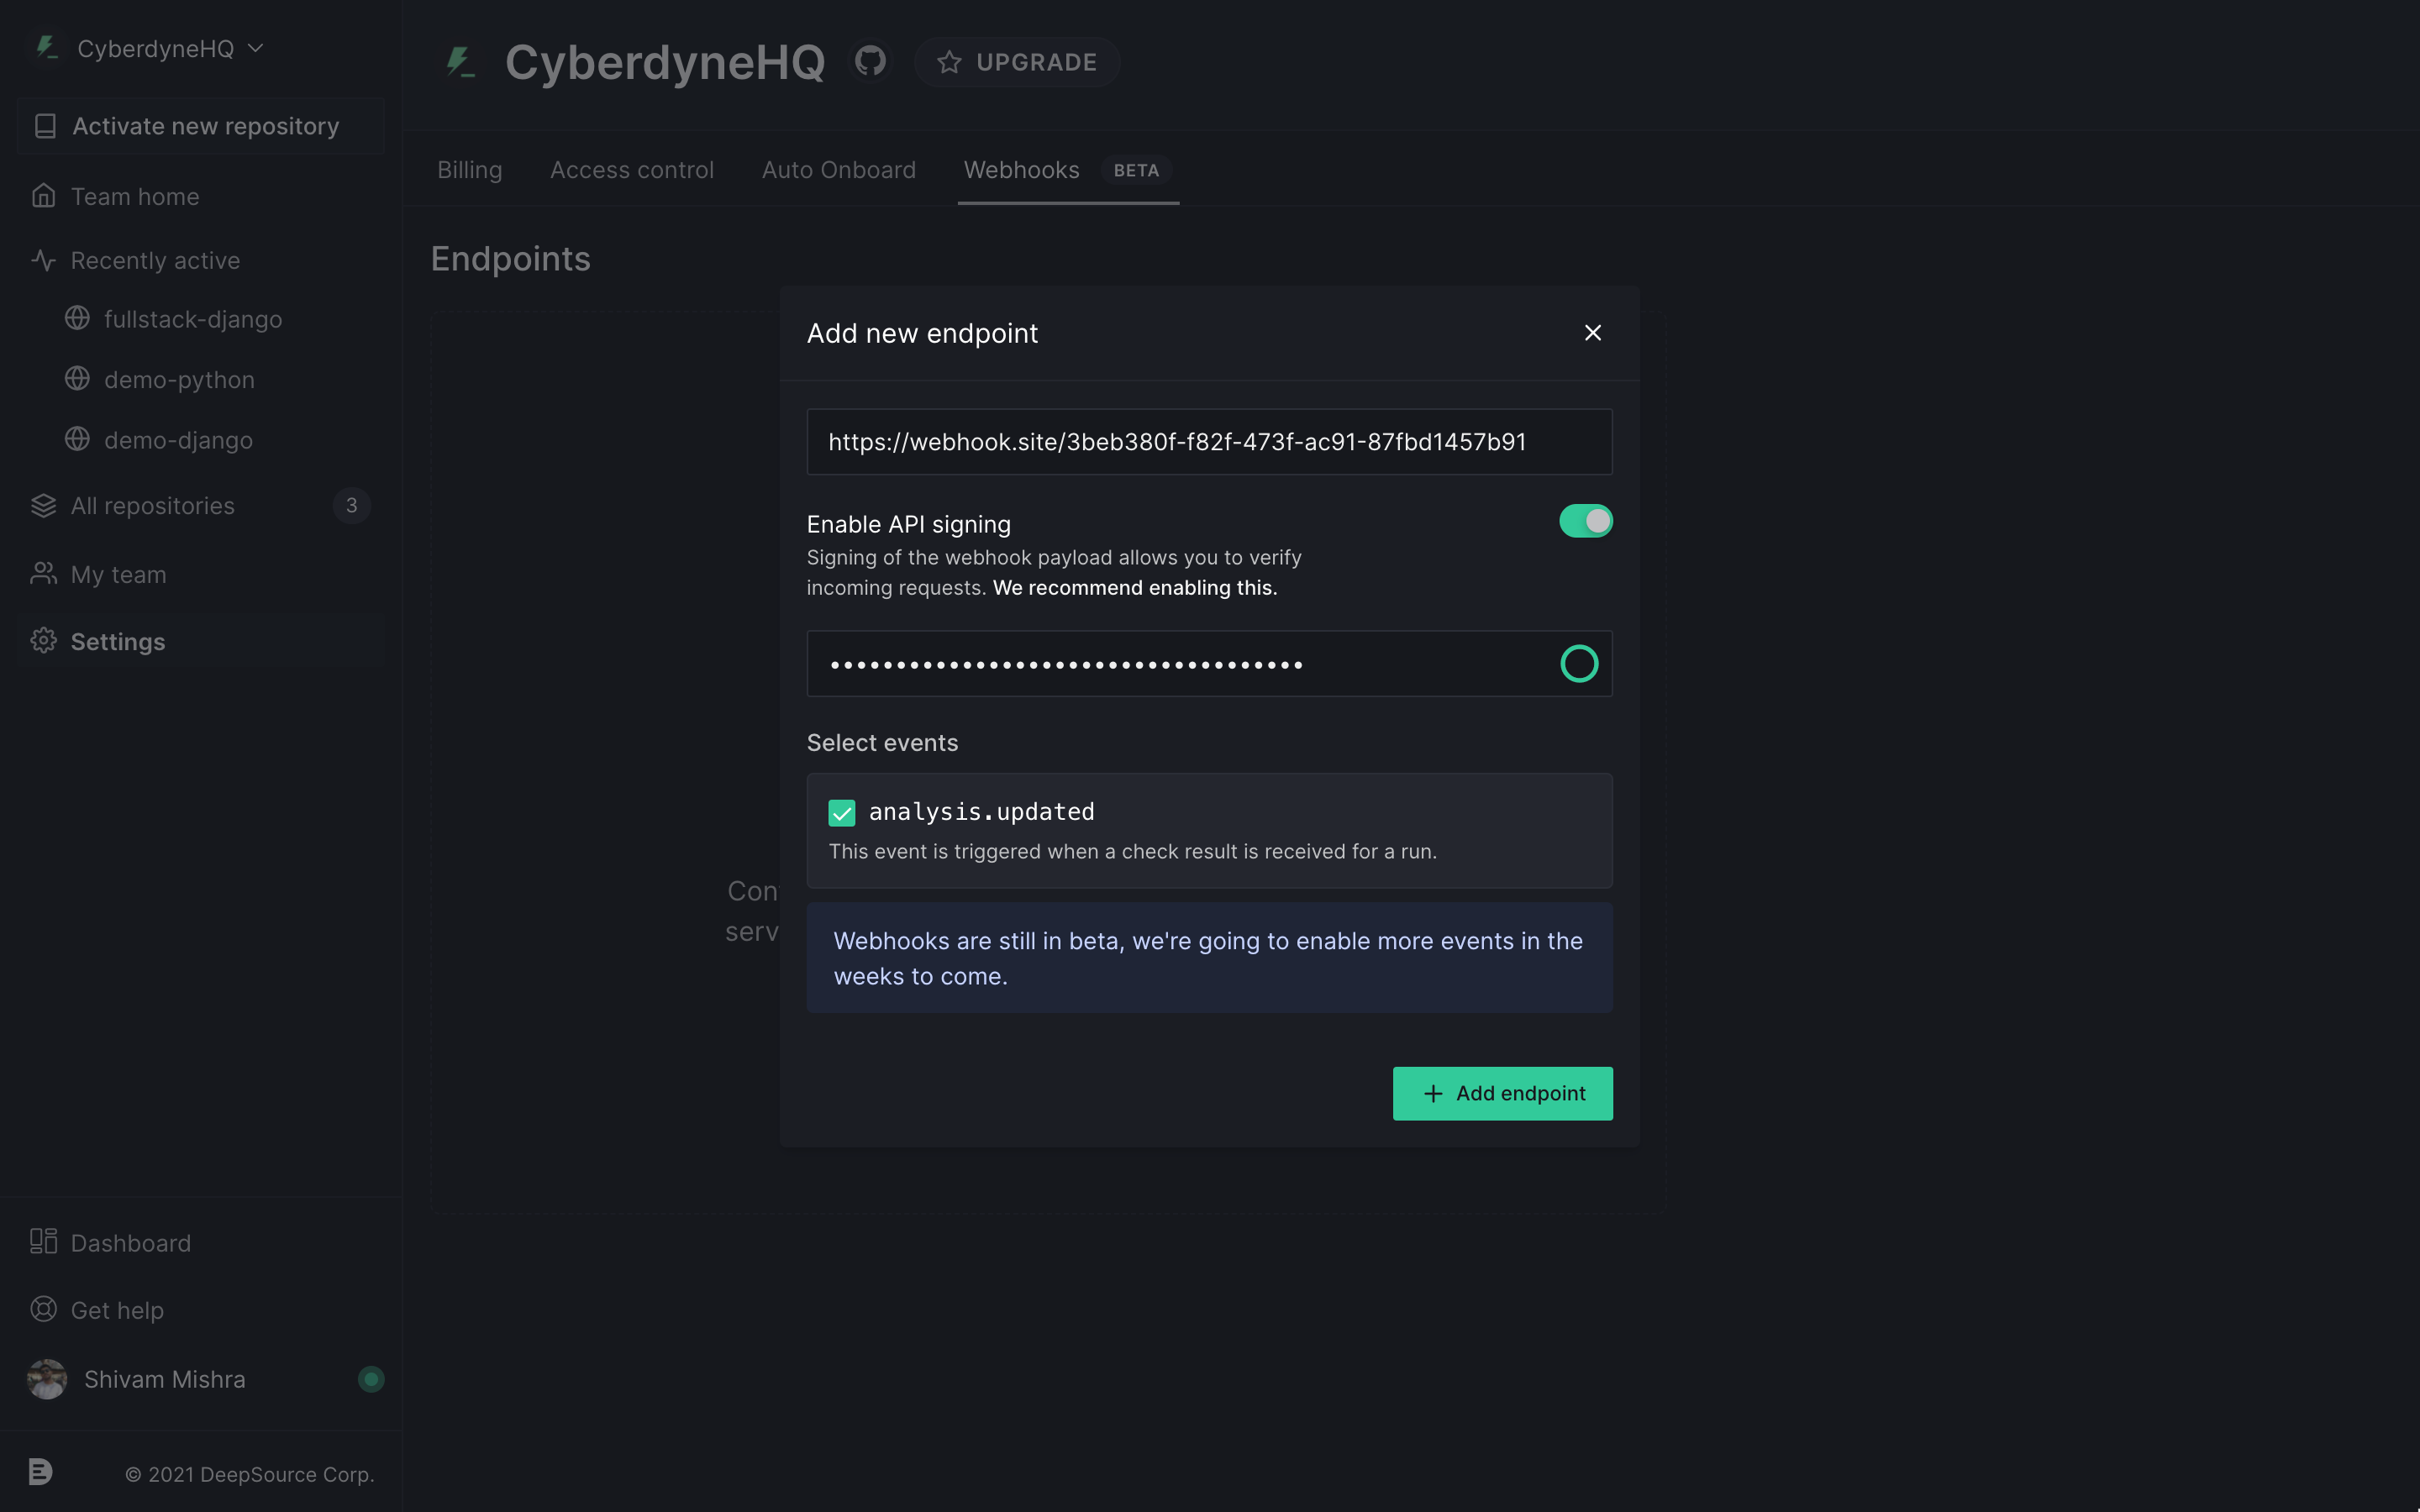 CyberdyneHQ
Activate new repository
Team home
Recently active
fullstack-django
demo-python
demo-django
All repositories 3
My team
Settings
Dashboard
Get help
Shivam Mishra
© 2021 DeepSource Corp.
CyberdyneHQ UPGRADE
Billing Access control Auto Onboard Webhooks BETA
Endpoints
Add new endpoint
https://webhook.site/3beb380f-f82f-473f-ac91-87fbd1457b91
Enable API signing
Signing of the webhook payload allows you to verify
incoming requests. We recommend enabling this.
Select events
analysis.updated
This event is triggered when a check result is received for a run.
Webhooks are still in beta, we're going to enable more events in the
weeks to come.
Add endpoint